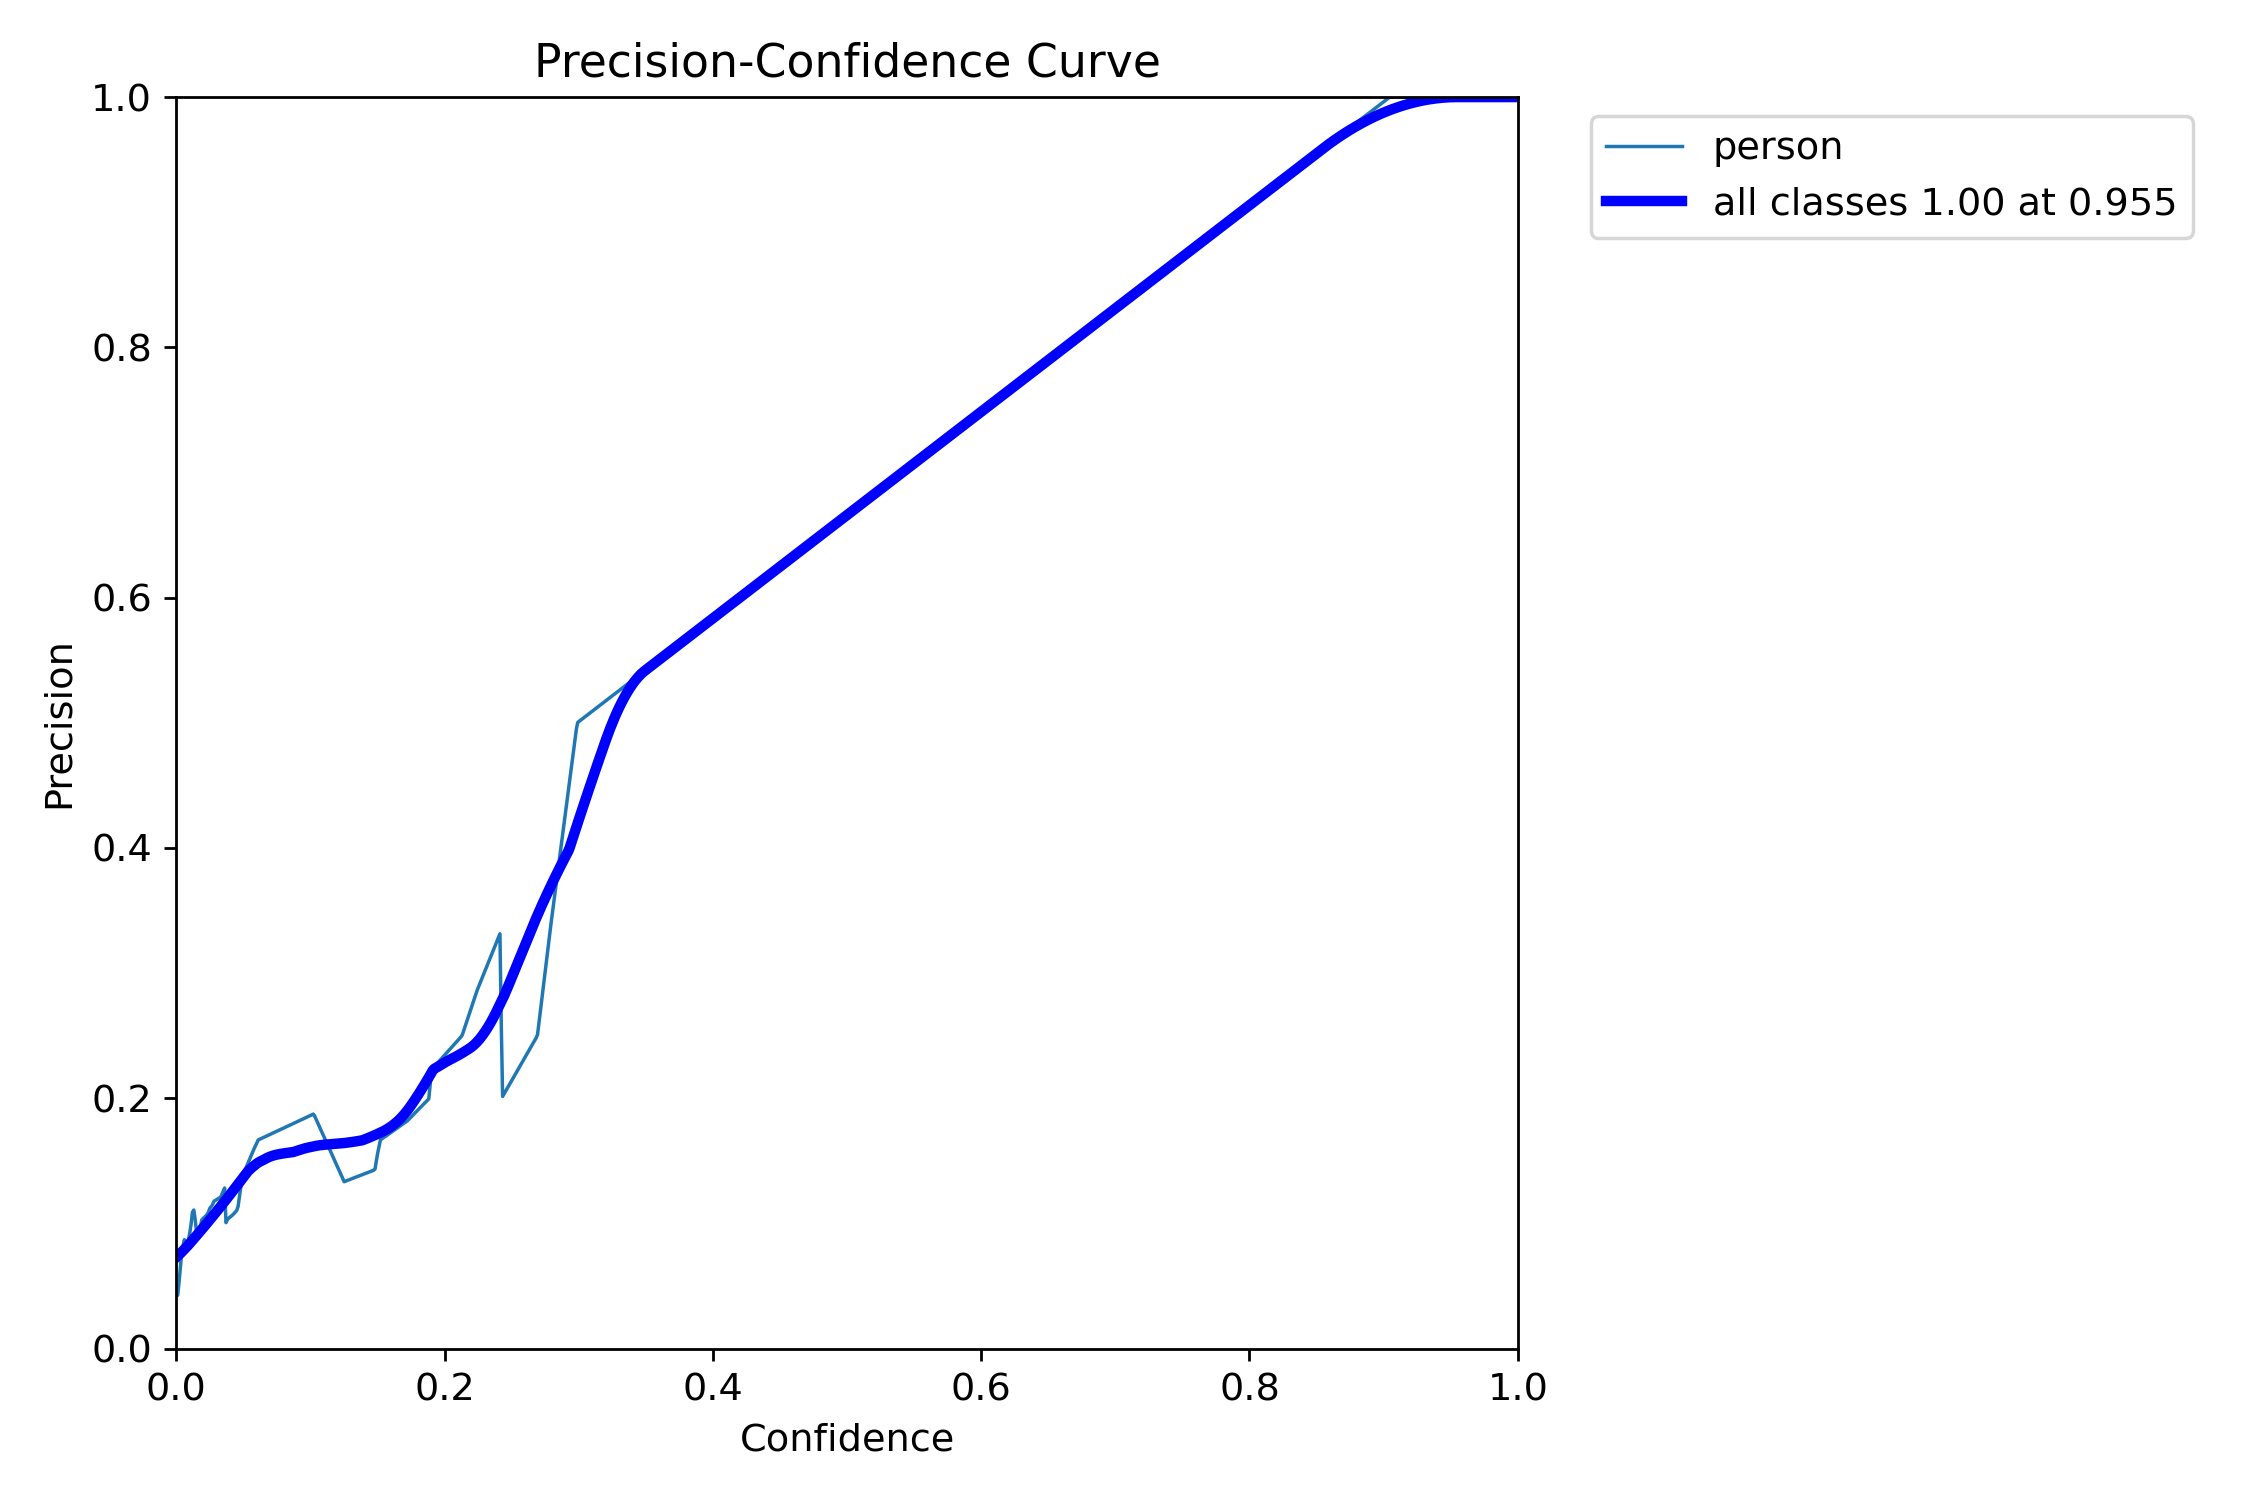 Precision-Confidence Curve
1.0
0.8
0.6
0.4
0.2
0.0
Precision
0.0 0.2 0.4 0.6 0.8 1.0
Confidence
person
all classes 1.00 at 0.955